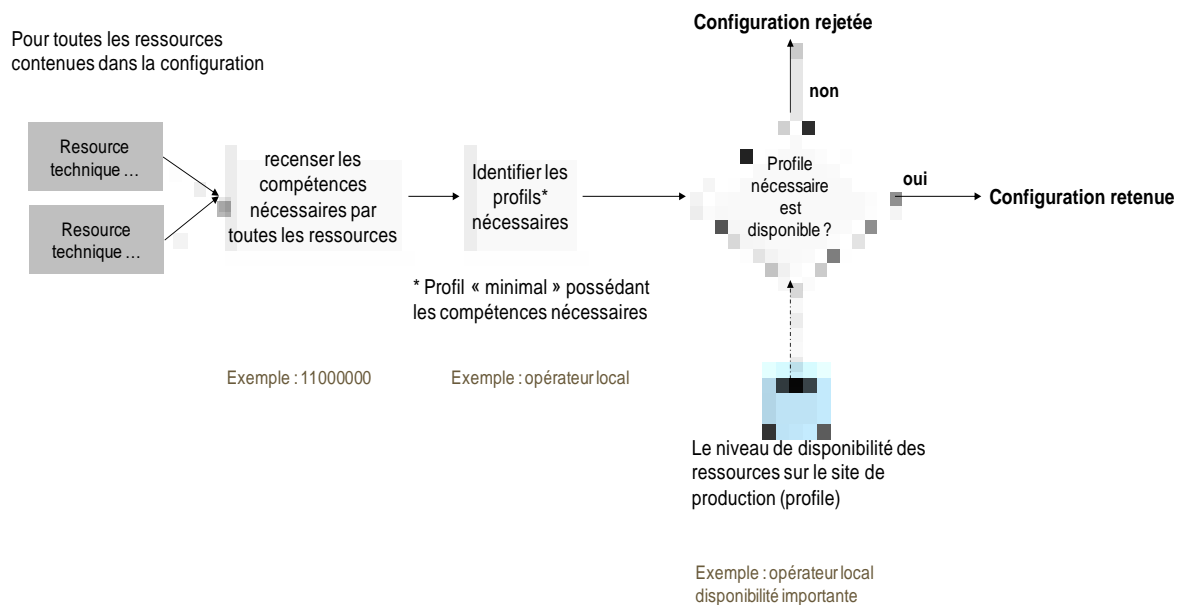 Configuration rejetée
Pour toutes les ressources
contenues dans la configuration
non
Resource
technique ...
Resource
technique ...
recenser les
compétences
nécessaires par
toutes les ressources
Identifier les
profils*
nécessaires
Profile
nécessaire
est
disponible ?
oui
Configuration retenue
* Profil « minimal » possédant
les compétences nécessaires
Exemple : 11000000
Exemple : opérateur local
Le niveau de disponibilité des
ressources sur le site de
production (profile)
Exemple : opérateur local
disponibilité importante